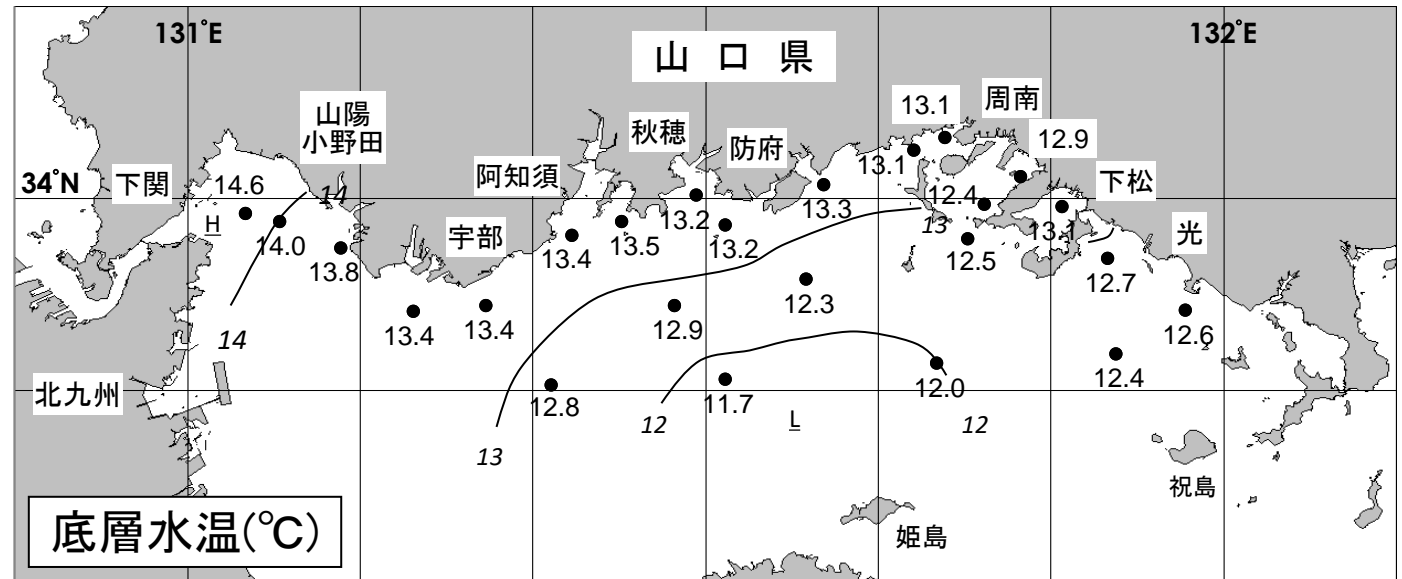 131°E
132°E
山 口 県
13.1
周南
山陽
小野田
秋穂
防府
12.9
13.1
阿知須
34°N
下関
14.6
14
12.4
下松
13.2
13.3
H
14.0
宇部
13.5
13.2
13
13.1
光
13.8
13.4
12.5
12.7
12.3
13.4
13.4
12.9
12.6
14
12.4
北九州
12.8
11.7
12.0
12
L
12
13
祝島
底層水温(℃)
姫島